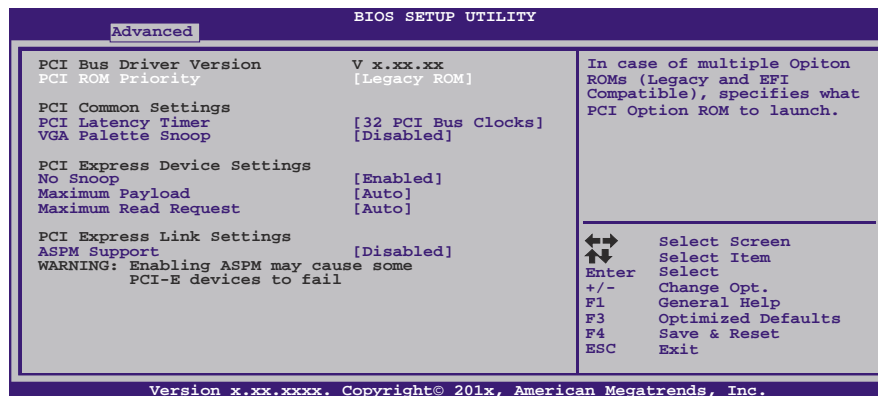 BIOS SETUP UTILITY
Advanced
PCI Bus Driver Version V x.xx.xx
PCI ROM Priority [Legacy ROM]
PCI Common Settings
PCI Latency Timer [32 PCI Bus Clocks]
VGA Palette Snoop [Disabled]
PCI Express Device Settings
No Snoop [Enabled]
Maximum Payload [Auto]
Maximum Read Request [Auto]
PCI Express Link Settings
ASPM Support [Disabled]
WARNING: Enabling ASPM may cause some
PCI-E devices to fail
In case of multiple Opiton
ROMs (Legacy and EFI
Compatible), specifies what
PCI Option ROM to launch.
Select Screen
Select Item
Enter Select
+/- Change Opt.
F1 General Help
F3 Optimized Defaults
F4 Save & Reset
ESC Exit
Version x.xx.xxxx. Copyright© 201x, American Megatrends, Inc.